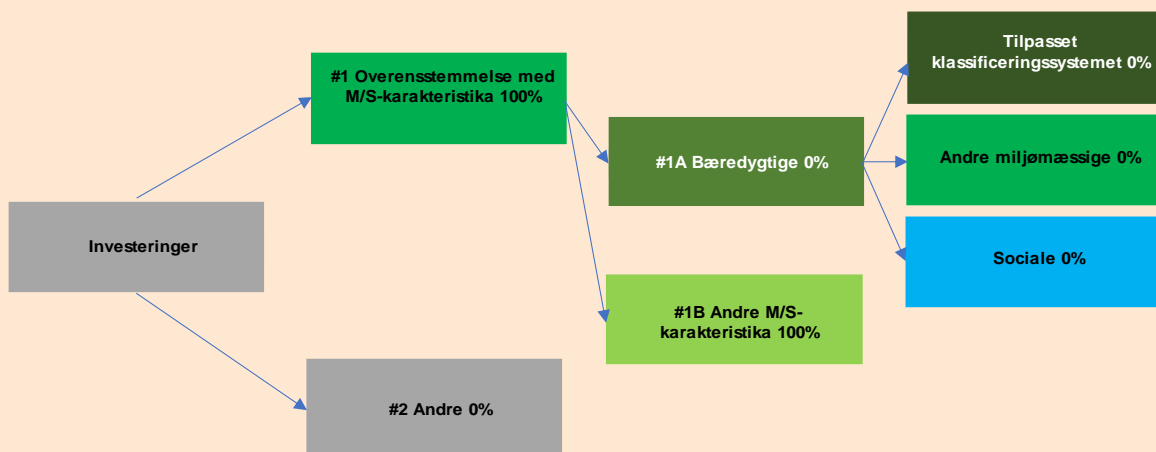 Investeringer
#1 Overensstemmelse med
M/S-karakteristika 100%
#2 Andre 0%
#1A Bæredygtige 0%
#1B Andre M/S-
karakteristika 100%
Tilpasset
klassificeringssystemet 0%
Andre miljømæssige 0%
Sociale 0%